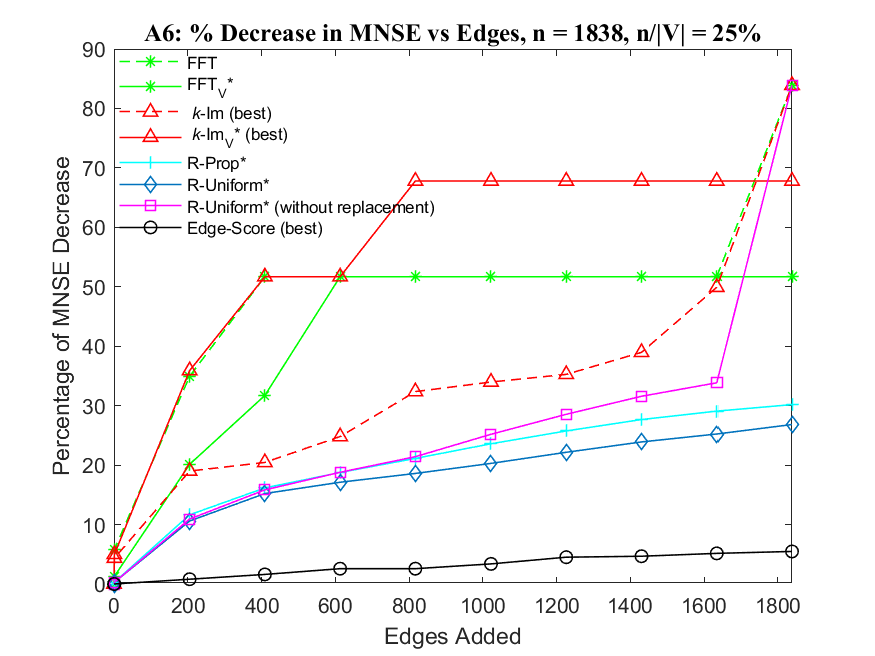 A6: % Decrease in MNSE vs Edges, n = 1838, n/|V| = 25%
90
80
70
60
50
40
30
20
10
0
Percentage of MNSE Decrease
FFT
FFT_V*
k-Im (best)
k-Im_V* (best)
R-Prop*
R-Uniform*
R-Uniform* (without replacement)
Edge-Score (best)
0 200 400 600 800 1000 1200 1400 1600 1800
Edges Added